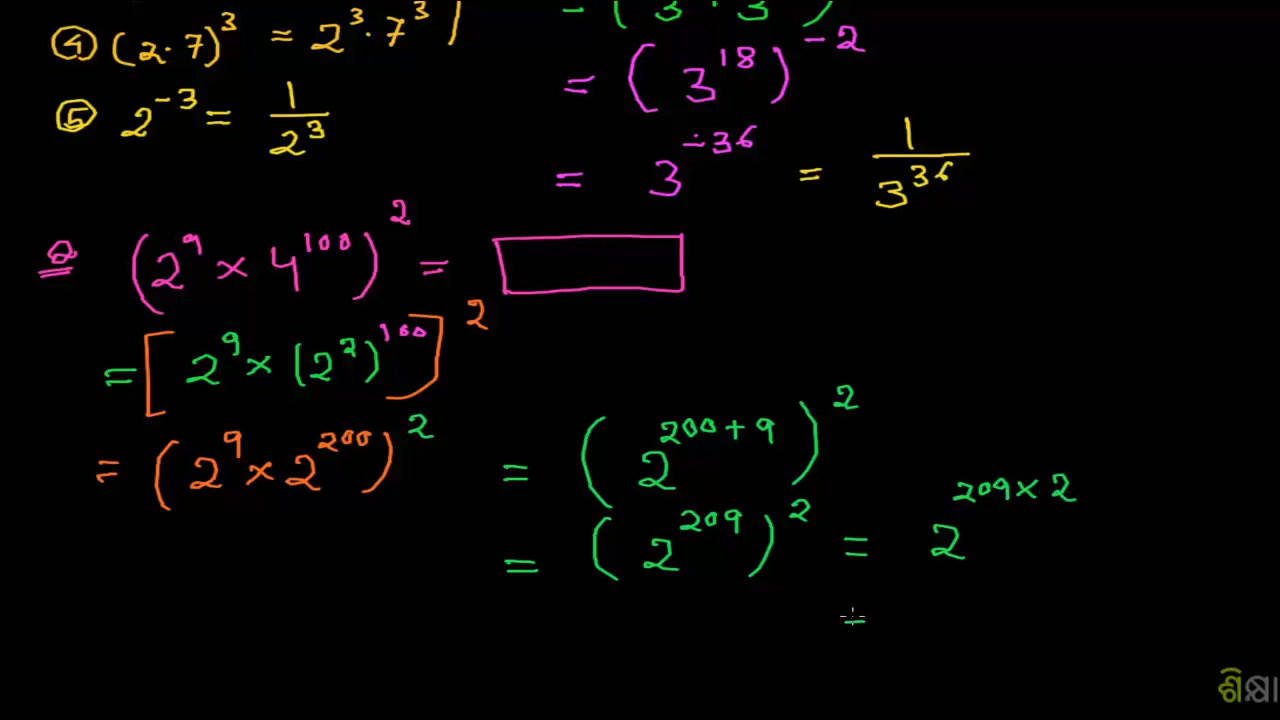 ④ (2·7)³ = 2³·7³
= (3¹⁸)⁻²
⑤ 2⁻³ = 1/2³
= 3⁻³⁶ = 1/3³⁶
Q (2⁹ × 4¹⁰⁰)² =
= [2⁹ × (2²)¹⁰⁰]²
= (2⁹ × 2²⁰⁰)² = (2²⁰⁰⁺⁹)²
= (2²⁰⁹)² = 2²⁰⁹ˣ²
=
ଶିକ୍ଷା